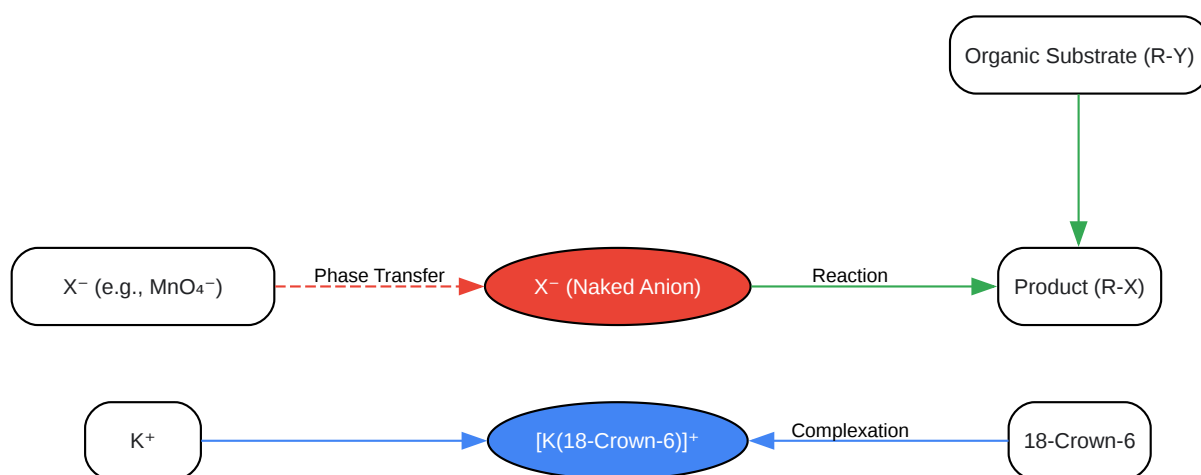 Organic Substrate (R-Y)
X⁻ (e.g., MnO₄⁻)
Phase Transfer
X⁻ (Naked Anion)
Reaction
Product (R-X)
K⁺
[K(18-Crown-6)]⁺
Complexation
18-Crown-6